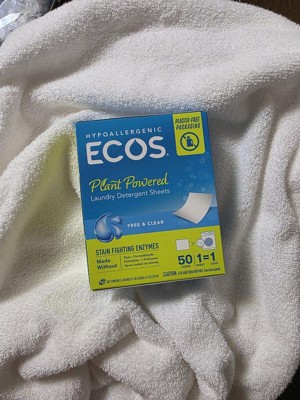 PLASTIC-FREE
PACKAGING
HYPOALLERGENIC
ECOS
Plant Powered
Laundry Detergent Sheets
FREE & CLEAR
STAIN FIGHTING ENZYMES
Made
Without
50
1=1